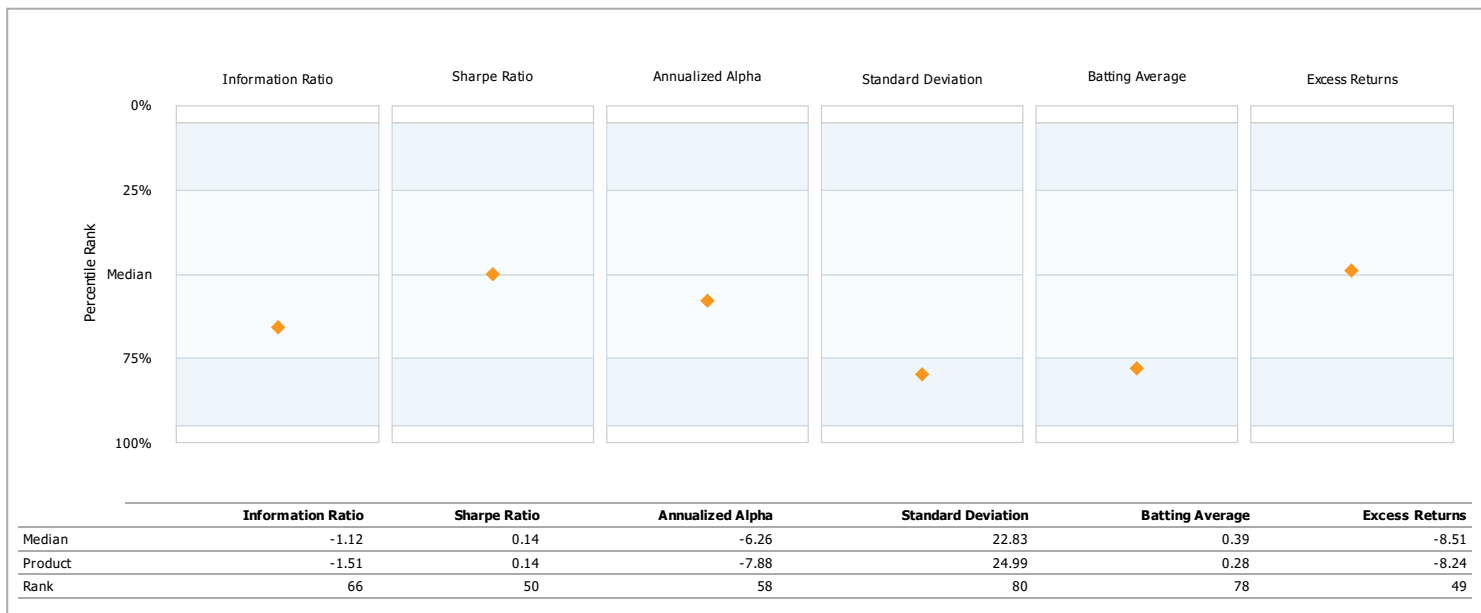 Information Ratio Sharpe Ratio Annualized Alpha Standard Deviation Batting Average Excess Returns
0%
25%
Median
75%
100%
Percentile Rank
Information Ratio Sharpe Ratio Annualized Alpha Standard Deviation Batting Average Excess Returns
Median -1.12 0.14 -6.26 22.83 0.39 -8.51
Product -1.51 0.14 -7.88 24.99 0.28 -8.24
Rank 66 50 58 80 78 49